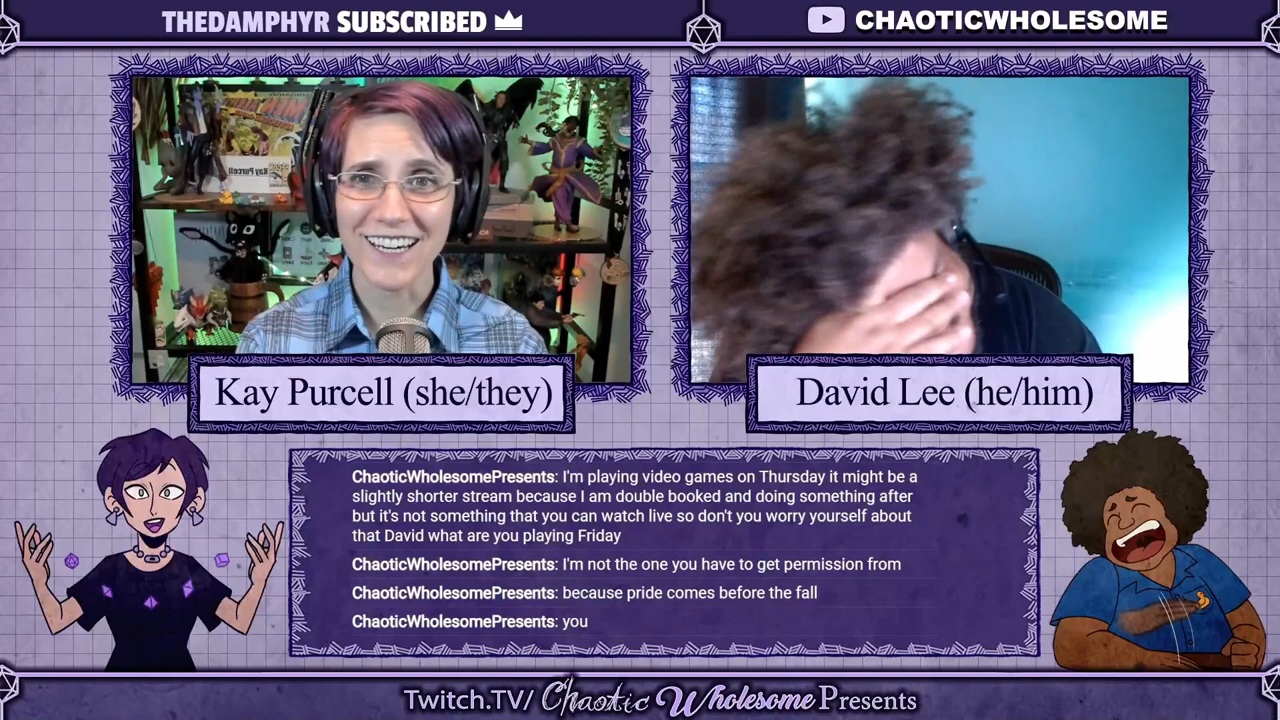 THEDAMPHYR SUBSCRIBED
CHAOTICWHOLESOME
Kay Purcell (she/they)
David Lee (he/him)
ChaoticWholesomePresents: I'm playing video games on Thursday it might be a
slightly shorter stream because I am double booked and doing something after
but it's not something that you can watch live so don't you worry yourself about
that David what are you playing Friday
ChaoticWholesomePresents: I'm not the one you have to get permission from
ChaoticWholesomePresents: because pride comes before the fall
ChaoticWholesomePresents: you
Twitch.TV/ Chaotic Wholesome Presents